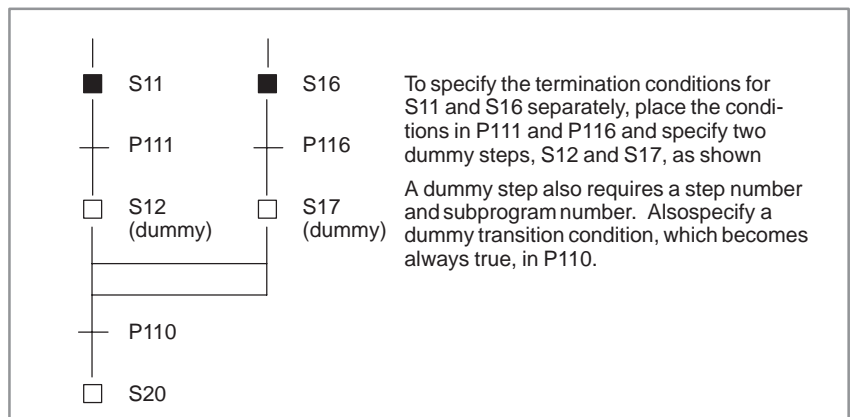 S11
S16
P111
P116
S12
(dummy)
S17
(dummy)
P110
S20
To specify the termination conditions for
S11 and S16 separately, place the condi-
tions in P111 and P116 and specify two
dummy steps, S12 and S17, as shown
A dummy step also requires a step number
and subprogram number.  Alsospecify a
dummy transition condition, which becomes
always true, in P110.